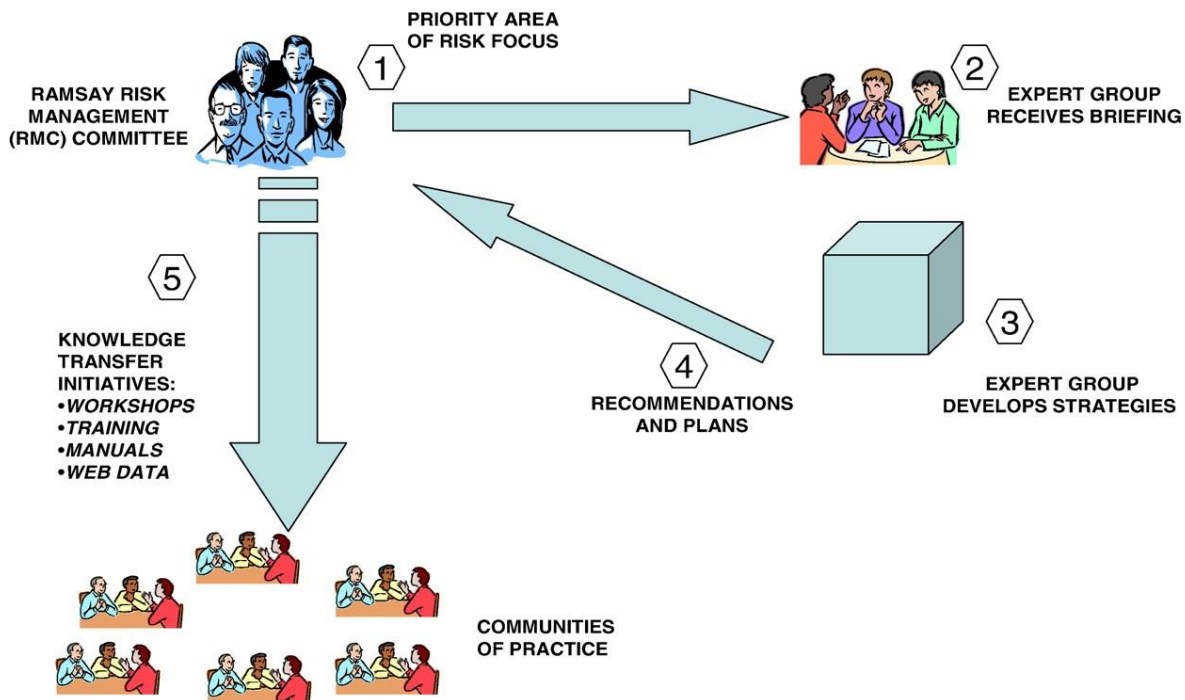 RAMSAY RISK
MANAGEMENT
(RMC) COMMITTEE
1
PRIORITY AREA
OF RISK FOCUS
2
EXPERT GROUP
RECEIVES BRIEFING
3
EXPERT GROUP
DEVELOPS STRATEGIES
4
RECOMMENDATIONS
AND PLANS
5
KNOWLEDGE
TRANSFER
INITIATIVES:
•WORKSHOPS
•TRAINING
•MANUALS
•WEB DATA
COMMUNITIES
OF PRACTICE